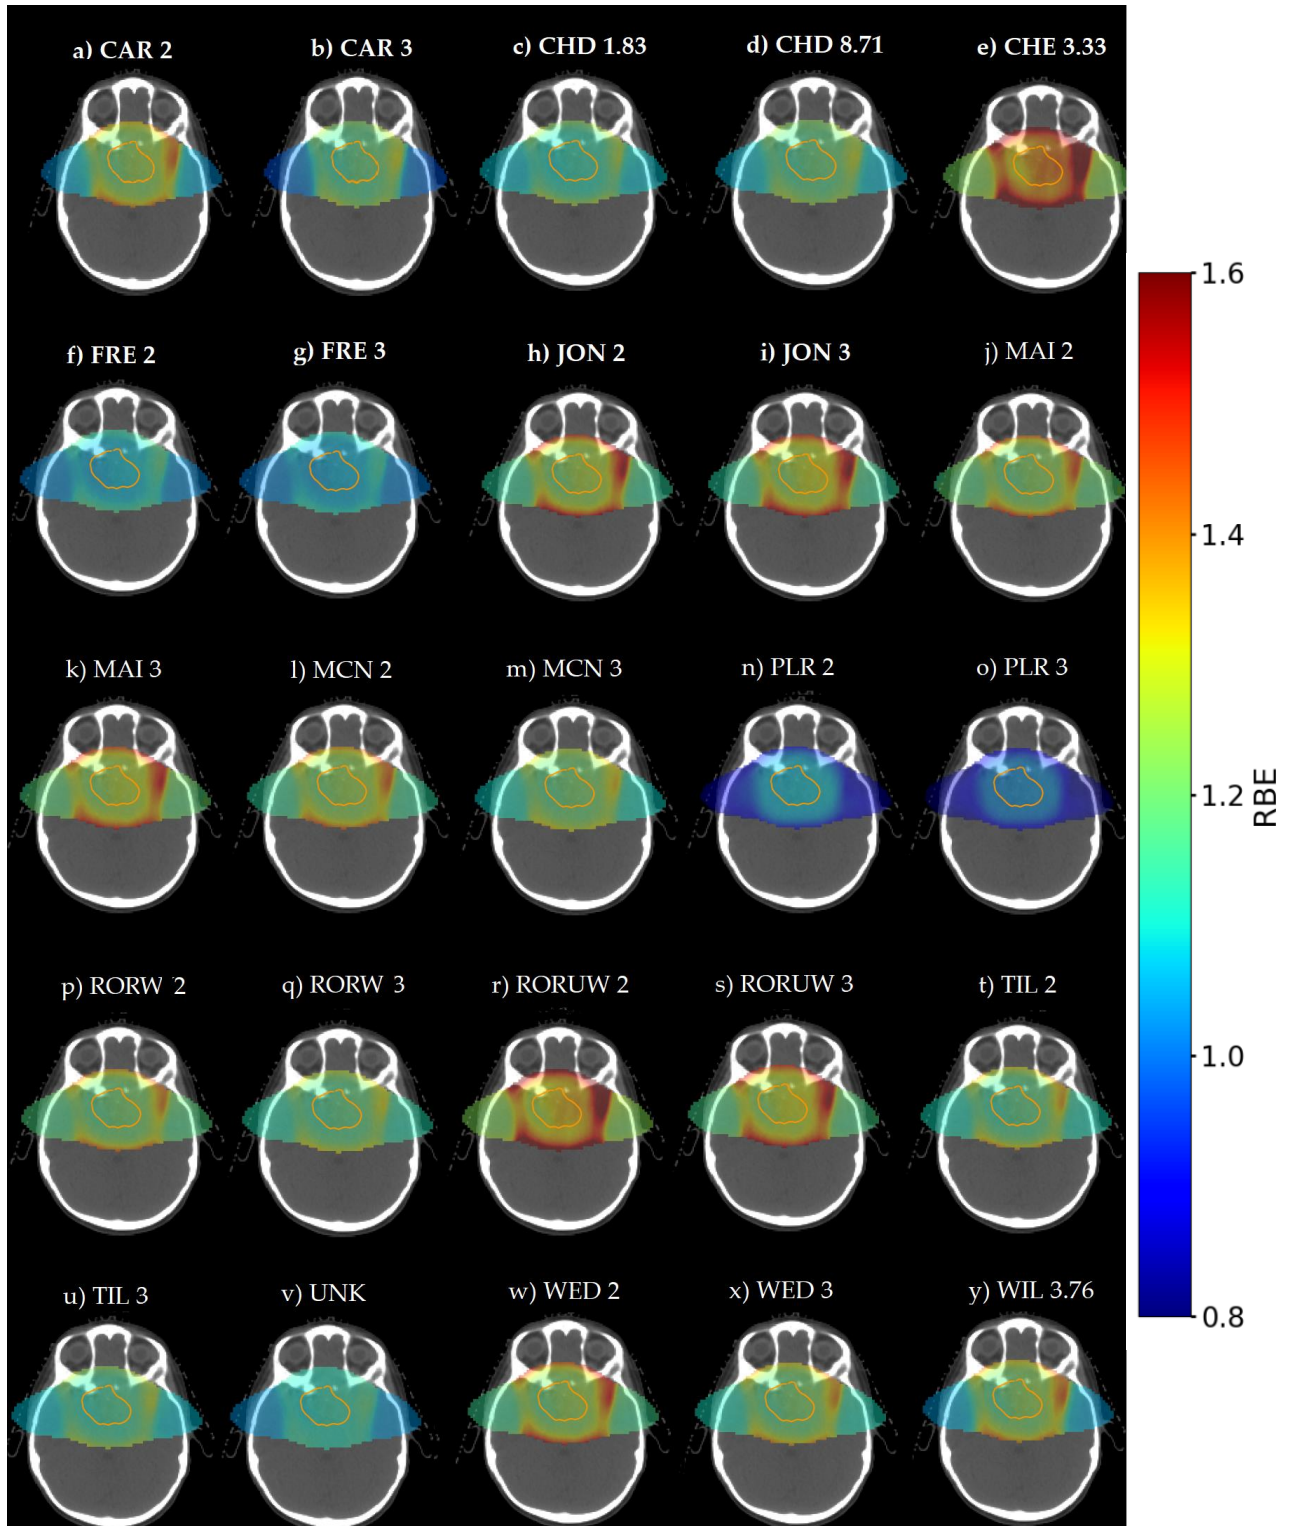 a) CAR 2
b) CAR 3
c) CHD 1.83
d) CHD 8.71
e) CHE 3.33
1.6
f) FRE 2
g) FRE 3
h) JON 2
i) JON 3
j) MAI 2
1.4
k) MAI 3
l) MCN 2
m) MCN 3
n) PLR 2
o) PLR 3
1.2
RBE
p) RORW 2
q) RORW 3
r) RORUW 2
s) RORUW 3
t) TIL 2
1.0
u) TIL 3
v) UNK
w) WED 2
x) WED 3
y) WIL 3.76
0.8